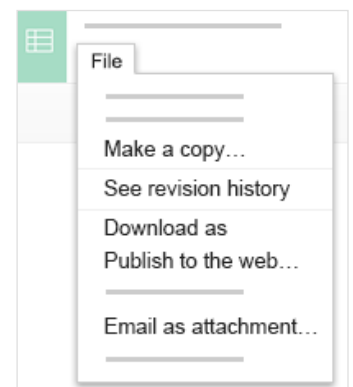 File
Make a copy…
See revision history
Download as
Publish to the web…
Email as attachment…